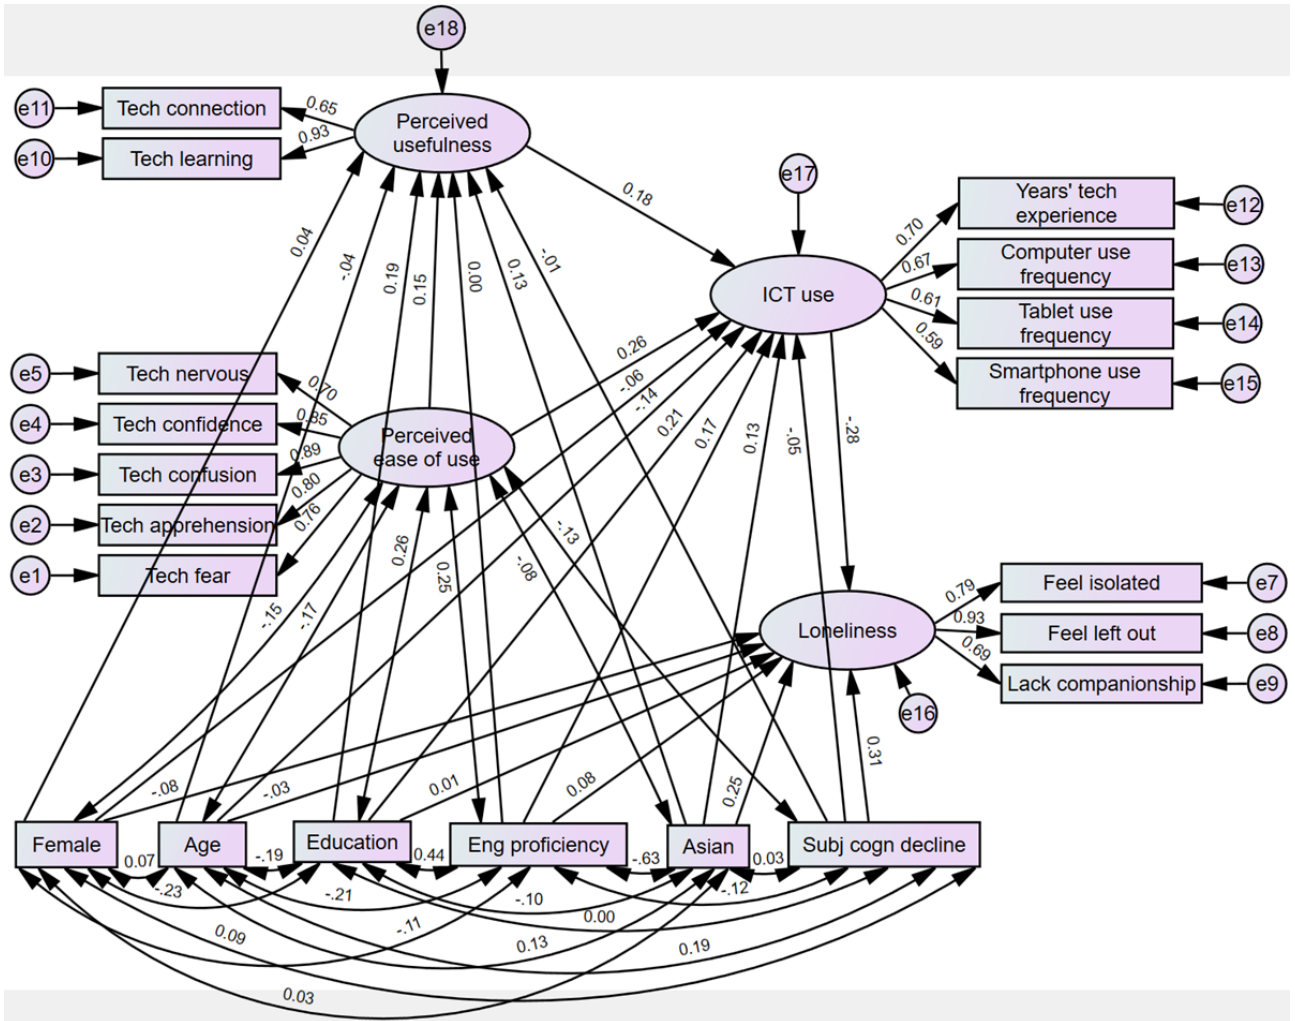 e18
e11
Tech connection
0.65
Perceived
usefulness
e10
Tech learning
0.93
0.18
e17
Years' tech
experience
e12
0.70
Computer use
frequency
e13
0.67
ICT use
Tablet use
frequency
e14
0.61
Smartphone use
frequency
e15
0.59
0.04
-.04
0.19
0.15
0.00
0.13
-.01
e5
Tech nervous
0.70
e4
Tech confidence
0.85
e3
Tech confusion
0.89
e2
Tech apprehension
0.80
e1
Tech fear
0.76
Perceived
ease of use
0.26
-.06
-.14
0.21
0.17
0.13
-.05
-.28
-.15
-.17
0.26
0.25
-.08
-.13
Loneliness
0.79
Feel isolated
e7
0.93
Feel left out
e8
0.69
Lack companionship
e9
e16
-.08
-.03
0.01
0.08
0.25
0.31
Female
Age
Education
Eng proficiency
Asian
Subj cogn decline
0.07
-.19
0.44
-.63
0.03
-.23
-.21
-.10
-.12
0.00
-.11
0.09
0.13
0.19
0.03